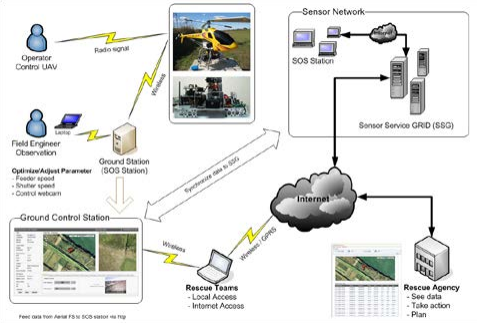 Sensor Network
Radio signal
Operator
Control UAV
Internet
SOS Station
Wireless
Laptop
Sensor Service GRID (SSG)
Field Engineer
Observation
Ground Station
(SOS Station)
Optimize/Adjust Parameter
- Feeder speed
- Shutter speed
- Control webcam
Synchronize data to SSG
Internet
Ground Control Station
Wireless
Wireless / GPRS
Rescue Teams
- Local Access
- Internet Access
Rescue Agency
- See data
- Take action
- Plan
Feed data from Aerial FS to SOS station via http